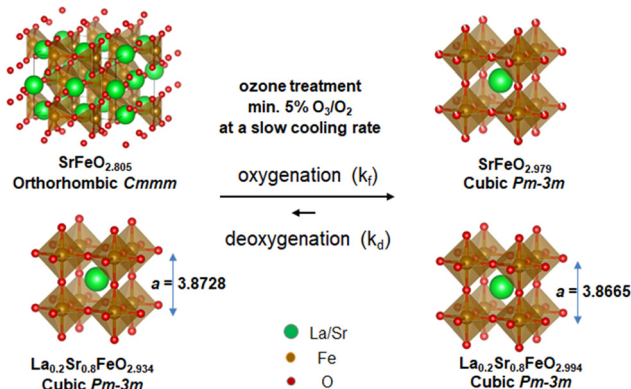 SrFeO2.805
Orthorhombic Cmmm
ozone treatment
min. 5% O3/O2
at a slow cooling rate
oxygenation (kf)
deoxygenation (kd)
SrFeO2.979
Cubic Pm-3m
a = 3.8728
La0.2Sr0.8FeO2.934
Cubic Pm-3m
La/Sr
Fe
O
a = 3.8665
La0.2Sr0.8FeO2.994
Cubic Pm-3m